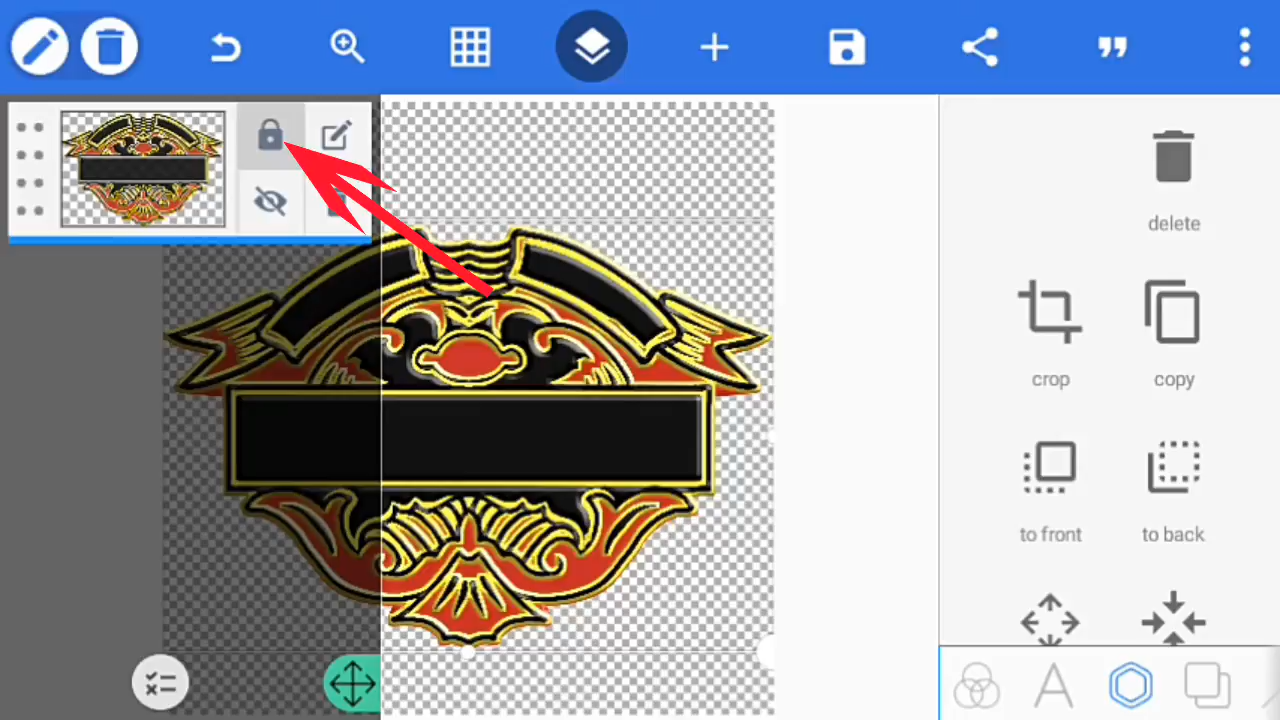 delete
crop
copy
to front
to back